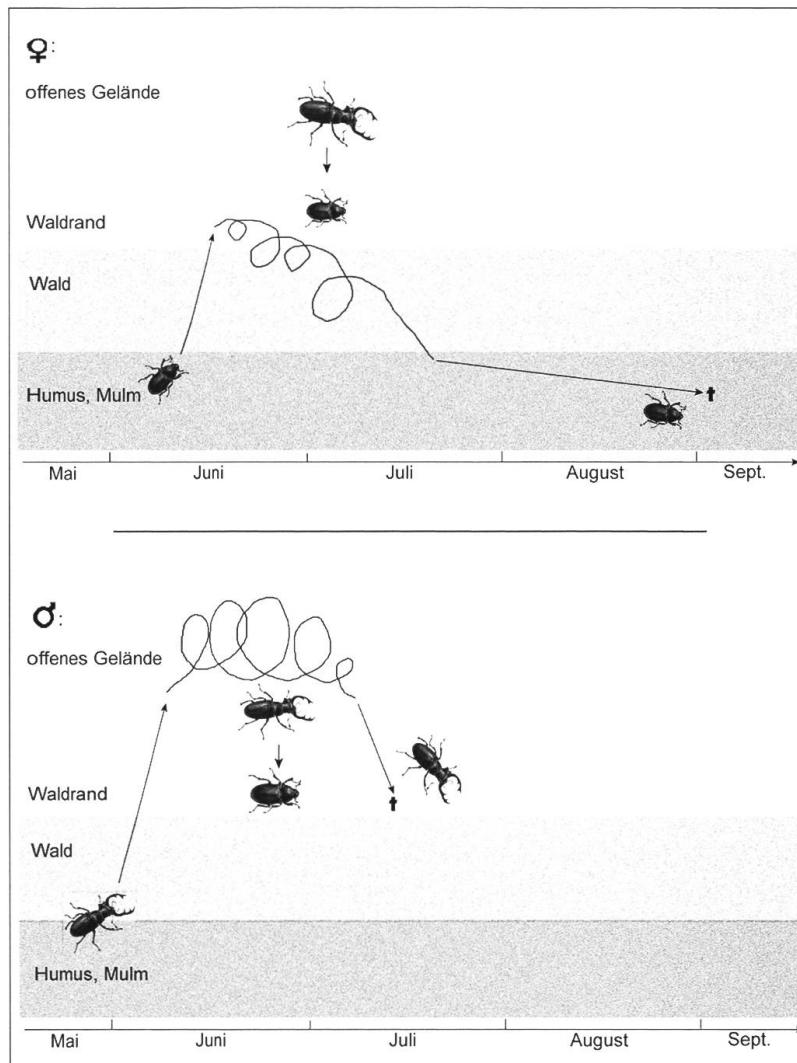 ♀:
offenes Gelände
Waldrand
Wald
Humus, Mulm
Mai Juni Juli August Sept.
♂:
offenes Gelände
Waldrand
Wald
Humus, Mulm
Mai Juni Juli August Sept.